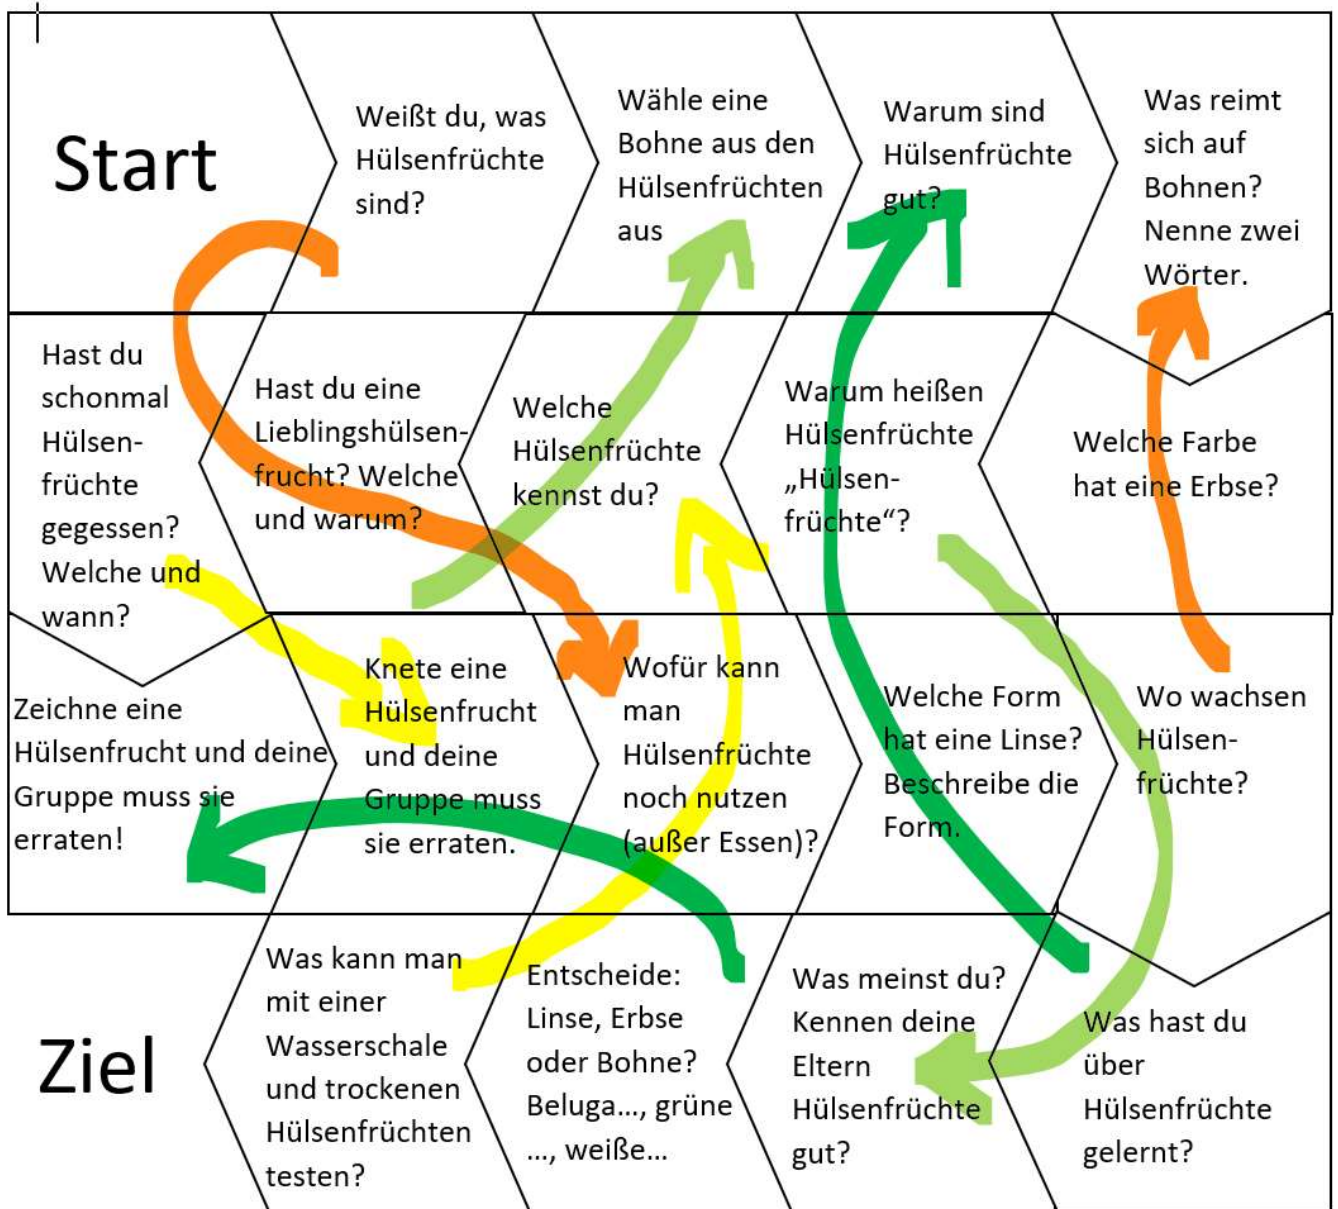 Start
Weißt du, was
Hülsenfrüchte
sind?
Wähle eine
Bohne aus den
Hülsenfrüchten
aus
Warum sind
Hülsenfrüchte
gut?
Was reimt
sich auf
Bohnen?
Nenne zwei
Wörter.
Hast du
schonmal
Hülsen-
früchte
gegessen?
Welche und
wann?
Hast du eine
Lieblingshülsen-
frucht? Welche
und warum?
Welche
Hülsenfrüchte
kennst du?
Warum heißen
Hülsenfrüchte
„Hülsen-
früchte“?
Welche Farbe
hat eine Erbse?
Zeichne eine
Hülsenfrucht und deine
Gruppe muss sie
erraten!
Knete eine
Hülsenfrucht
und deine
Gruppe muss
sie erraten.
Wofür kann
man
Hülsenfrüchte
noch nutzen
(außer Essen)?
Welche Form
hat eine Linse?
Beschreibe die
Form.
Wo wachsen
Hülsen-
früchte?
Ziel
Was kann man
mit einer
Wasserschale
und trockenen
Hülsenfrüchten
testen?
Entscheide:
Linse, Erbse
oder Bohne?
Beluga…, grüne
…, weiße…
Was meinst du?
Kennen deine
Eltern
Hülsenfrüchte
gut?
Was hast du
über
Hülsenfrüchte
gelernt?